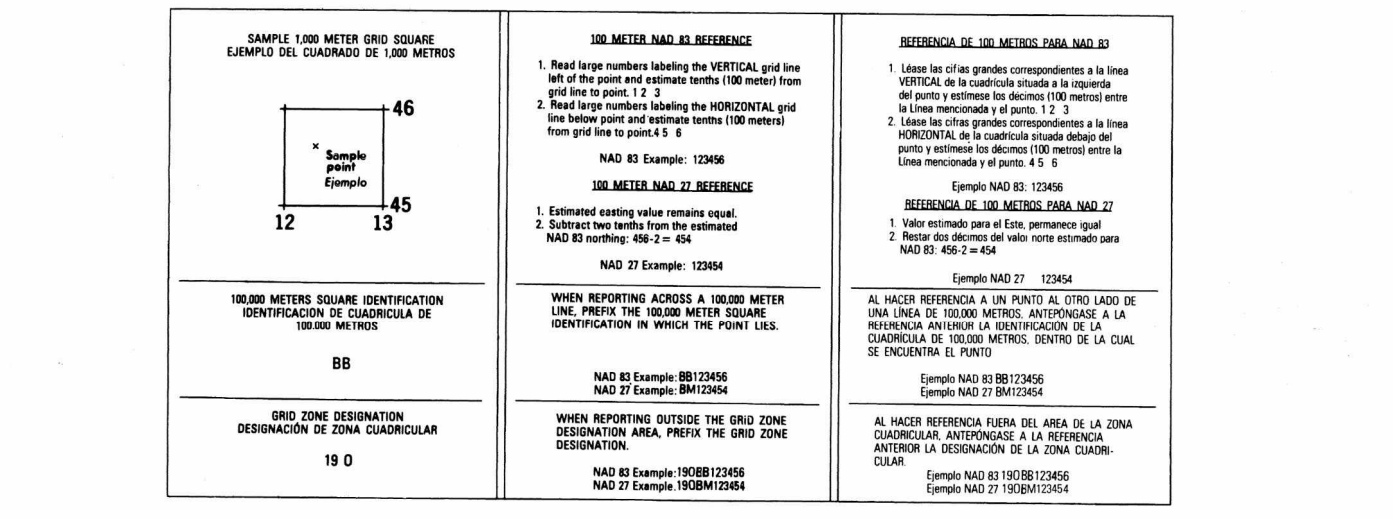 SAMPLE 1,000 METER GRID SQUARE
EJEMPLO DEL CUADRADO DE 1,000 METROS
46
x
Sample
point
Ejemplo
45
12 13
100,000 METERS SQUARE IDENTIFICATION
IDENTIFICACION DE CUADRICULA DE
100.000 METROS
BB
GRID ZONE DESIGNATION
DESIGNACIÓN DE ZONA CUADRICULAR
19 Q
100 METER NAD 83 REFERENCE
1. Read large numbers labeling the VERTICAL grid line
left of the point and estimate tenths (100 meter) from
grid line to point. 1 2 3
2. Read large numbers labeling the HORIZONTAL grid
line below point and estimate tenths (100 meters)
from grid line to point.4 5 6
NAD 83 Example: 123456
100 METER NAD 27 REFERENCE
1. Estimated easting value remains equal.
2. Subtract two tenths from the estimated
NAD 83 northing: 456-2 = 454
NAD 27 Example: 123454
WHEN REPORTING ACROSS A 100,000 METER
LINE, PREFIX THE 100,000 METER SQUARE
IDENTIFICATION IN WHICH THE POINT LIES.
NAD 83 Example: BB123456
NAD 27 Example: BM123454
WHEN REPORTING OUTSIDE THE GRID ZONE
DESIGNATION AREA, PREFIX THE GRID ZONE
DESIGNATION.
NAD 83 Example: 19QBB123456
NAD 27 Example. 19QBM123454
REFERENCIA DE 100 METROS PARA NAD 83
1. Léase las cifras grandes correspondientes a la línea
VERTICAL de la cuadrícula situada a la izquierda
del punto y estímese los décimos (100 metros) entre
la Línea mencionada y el punto. 1 2 3
2. Léase las cifras grandes correspondientes a la línea
HORIZONTAL de la cuadrícula situada debajo del
punto y estímese los décimos (100 metros) entre la
Línea mencionada y el punto. 4 5 6
Ejemplo NAD 83: 123456
REFERENCIA DE 100 METROS PARA NAD 27
1. Valor estimado para el Este, permanece igual
2. Restar dos décimos del valor norte estimado para
NAD 83: 456-2 = 454
Ejemplo NAD 27 123454
AL HACER REFERENCIA A UN PUNTO AL OTRO LADO DE
UNA LÍNEA DE 100,000 METROS, ANTEPÓNGASE A LA
REFERENCIA ANTERIOR LA IDENTIFICACIÓN DE LA
CUADRÍCULA DE 100,000 METROS, DENTRO DE LA CUAL
SE ENCUENTRA EL PUNTO
Ejemplo NAD 83 BB123456
Ejemplo NAD 27 BM123454
AL HACER REFERENCIA FUERA DEL AREA DE LA ZONA
CUADRICULAR, ANTEPÓNGASE A LA REFERENCIA
ANTERIOR LA DESIGNACIÓN DE LA ZONA CUADRI-
CULAR.
Ejemplo NAD 83 19QBB123456
Ejemplo NAD 27 19QBM123454